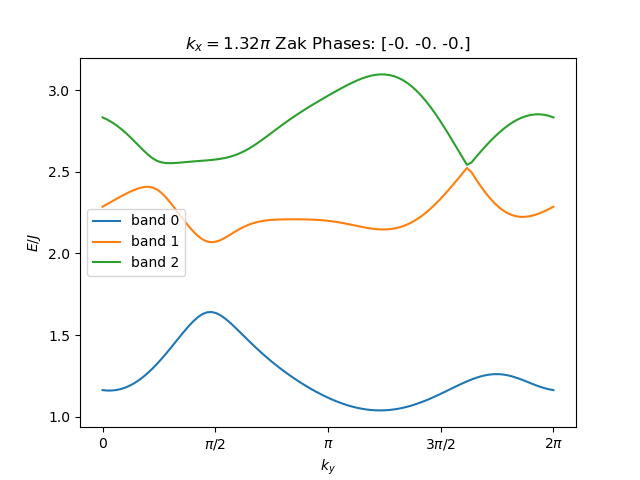 $k_x = 1.32\pi$ Zak Phases: [-0. -0. -0.]
E/J
3.0
2.5
2.0
1.5
1.0
band 0
band 1
band 2
0
π/2
π
3π/2
2π
$k_y$